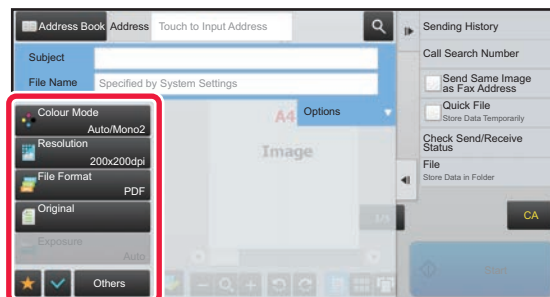 Address Book Address Touch to Input Address
Subject
File Name Specified by System Settings
Colour Mode
Auto/Mono2
Resolution
200x200dpi
File Format
PDF
Original
Exposure
Auto
Others
Options
A4
Image
1/5
Sending History
Call Search Number
Send Same Image
as Fax Address
Quick File
Store Data Temporarily
Check Send/Receive
Status
File
Store Data in Folder
CA
Start